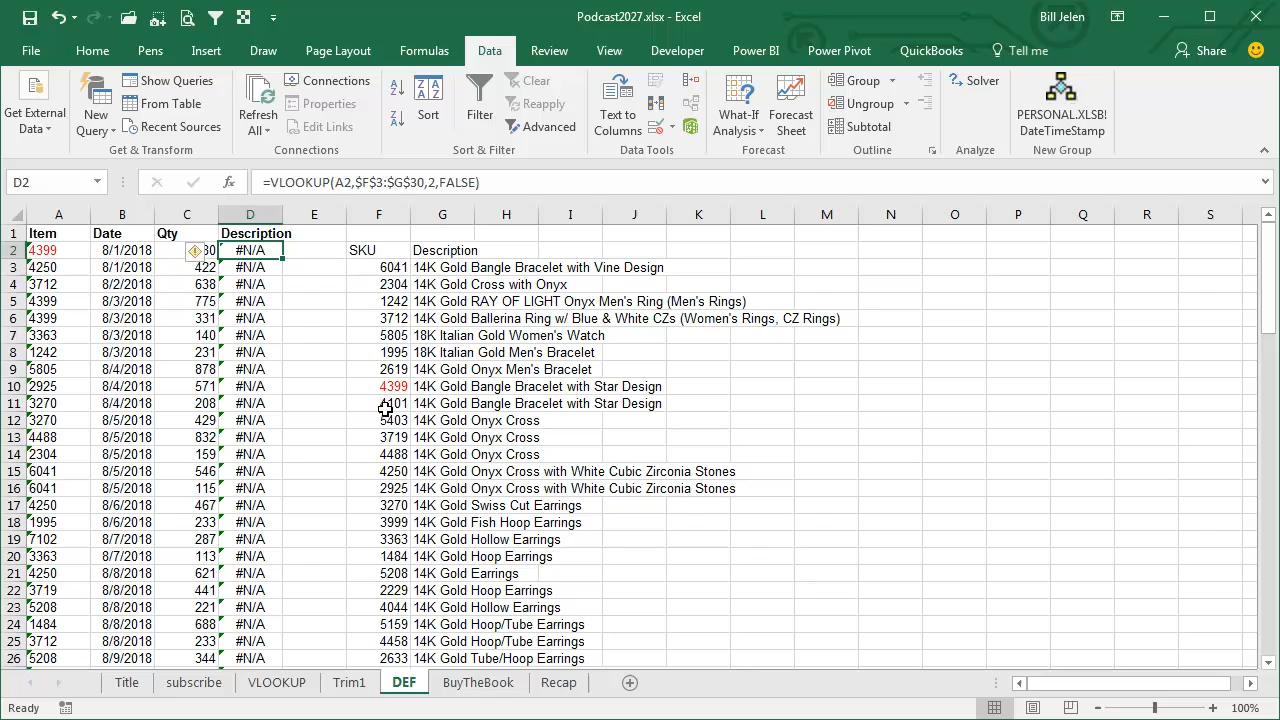 Podcast2027.xlsx - Excel
Bill Jelen
File Home Pens Insert Draw Page Layout Formulas Data Review View Developer Power BI Power Pivot QuickBooks Tell me Share
Get External Data
New Query
Show Queries
From Table
Recent Sources
Get & Transform
Refresh All
Connections
Properties
Edit Links
Connections
Sort
Filter
Clear
Reapply
Advanced
Sort & Filter
Text to Columns
Data Tools
What-If Analysis
Forecast Sheet
Forecast
Group
Ungroup
Subtotal
Outline
Solver
Analyze
PERSONAL.XLSB! DateTimeStamp
New Group
D2 fx =VLOOKUP(A2,$F$3:$G$30,2,FALSE)
A B C D E F G H I J K L M N O P Q R S
1 Item Date Qty Description
2 4399 8/1/2018 #N/A SKU Description
3 4250 8/1/2018 422 #N/A 6041 14K Gold Bangle Bracelet with Vine Design
4 3712 8/2/2018 638 #N/A 2304 14K Gold Cross with Onyx
5 4399 8/3/2018 775 #N/A 1242 14K Gold RAY OF LIGHT Onyx Men's Ring (Men's Rings)
6 4399 8/3/2018 331 #N/A 3712 14K Gold Ballerina Ring w/ Blue & White CZs (Women's Rings, CZ Rings)
7 3363 8/3/2018 140 #N/A 5805 18K Italian Gold Women's Watch
8 1242 8/3/2018 231 #N/A 1995 18K Italian Gold Men's Bracelet
9 5805 8/4/2018 878 #N/A 2619 14K Gold Onyx Men's Bracelet
10 2925 8/4/2018 571 #N/A 4399 14K Gold Bangle Bracelet with Star Design
11 3270 8/4/2018 208 #N/A 14K Gold Bangle Bracelet with Star Design
12 3270 8/5/2018 429 #N/A 5403 14K Gold Onyx Cross
13 4488 8/5/2018 832 #N/A 3719 14K Gold Onyx Cross
14 2304 8/5/2018 159 #N/A 4488 14K Gold Onyx Cross
15 6041 8/5/2018 546 #N/A 4250 14K Gold Onyx Cross with White Cubic Zirconia Stones
16 6041 8/5/2018 115 #N/A 2925 14K Gold Onyx Cross with White Cubic Zirconia Stones
17 4250 8/6/2018 467 #N/A 3270 14K Gold Swiss Cut Earrings
18 1995 8/6/2018 233 #N/A 3999 14K Gold Fish Hoop Earrings
19 7102 8/7/2018 287 #N/A 3363 14K Gold Hollow Earrings
20 3363 8/7/2018 113 #N/A 1484 14K Gold Hoop Earrings
21 4250 8/8/2018 621 #N/A 5208 14K Gold Earrings
22 3719 8/8/2018 441 #N/A 2229 14K Gold Hoop Earrings
23 5208 8/8/2018 221 #N/A 4044 14K Gold Hollow Earrings
24 1484 8/8/2018 688 #N/A 5159 14K Gold Hoop/Tube Earrings
25 3712 8/8/2018 233 #N/A 4458 14K Gold Hoop/Tube Earrings
26 5208 8/9/2018 344 #N/A 2633 14K Gold Tube/Hoop Earrings
Title subscribe VLOOKUP Trim1 DEF BuyTheBook Recap
Ready 100%